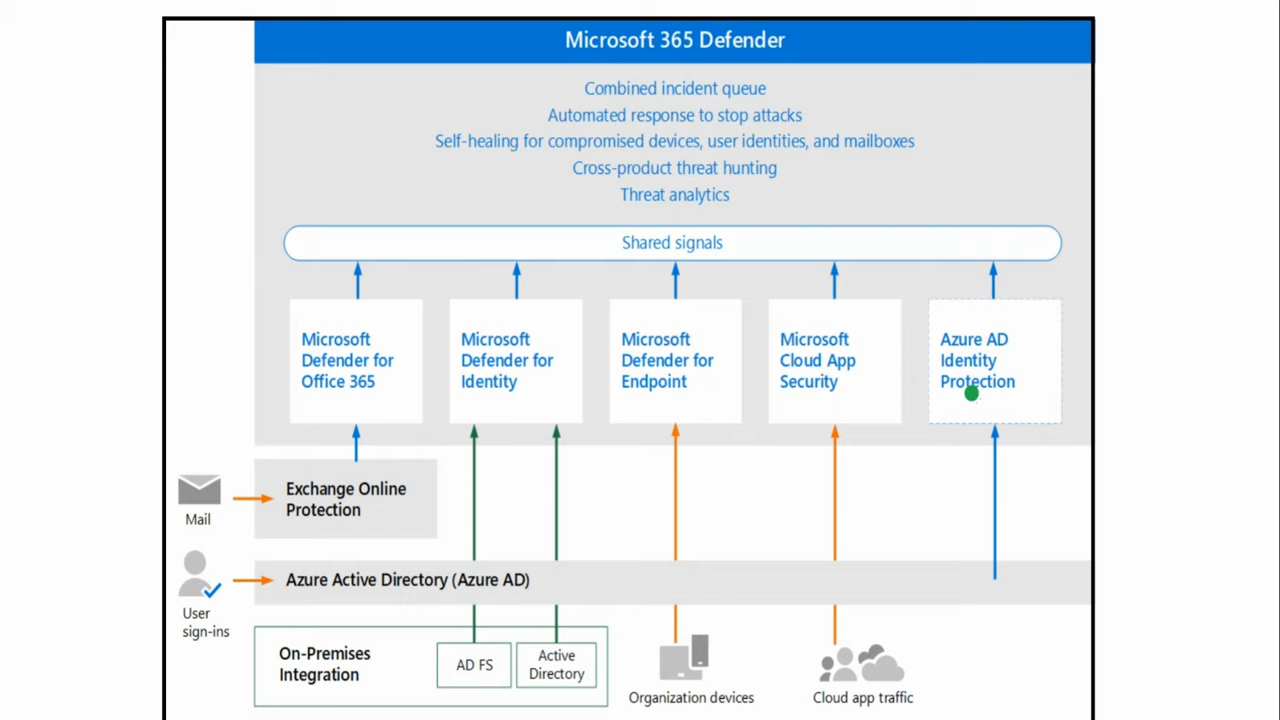 Microsoft 365 Defender
Combined incident queue
Automated response to stop attacks
Self-healing for compromised devices, user identities, and mailboxes
Cross-product threat hunting
Threat analytics
Shared signals
Microsoft
Defender for
Office 365
Microsoft
Defender for
Identity
Microsoft
Defender for
Endpoint
Microsoft
Cloud App
Security
Azure AD
Identity
Protection
Mail
Exchange Online
Protection
User
sign-ins
Azure Active Directory (Azure AD)
On-Premises
Integration
AD FS
Active
Directory
Organization devices
Cloud app traffic